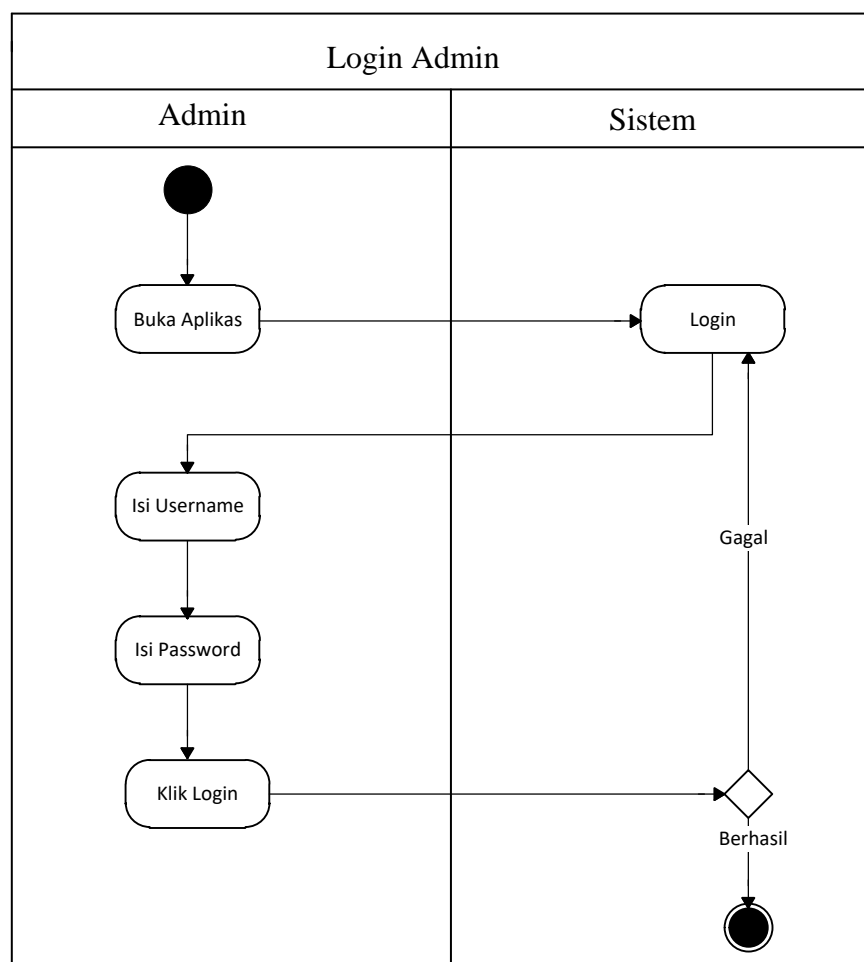 Login Admin
Admin
Sistem
Buka Aplikas
Login
Isi Username
Gagal
Isi Password
Klik Login
Berhasil